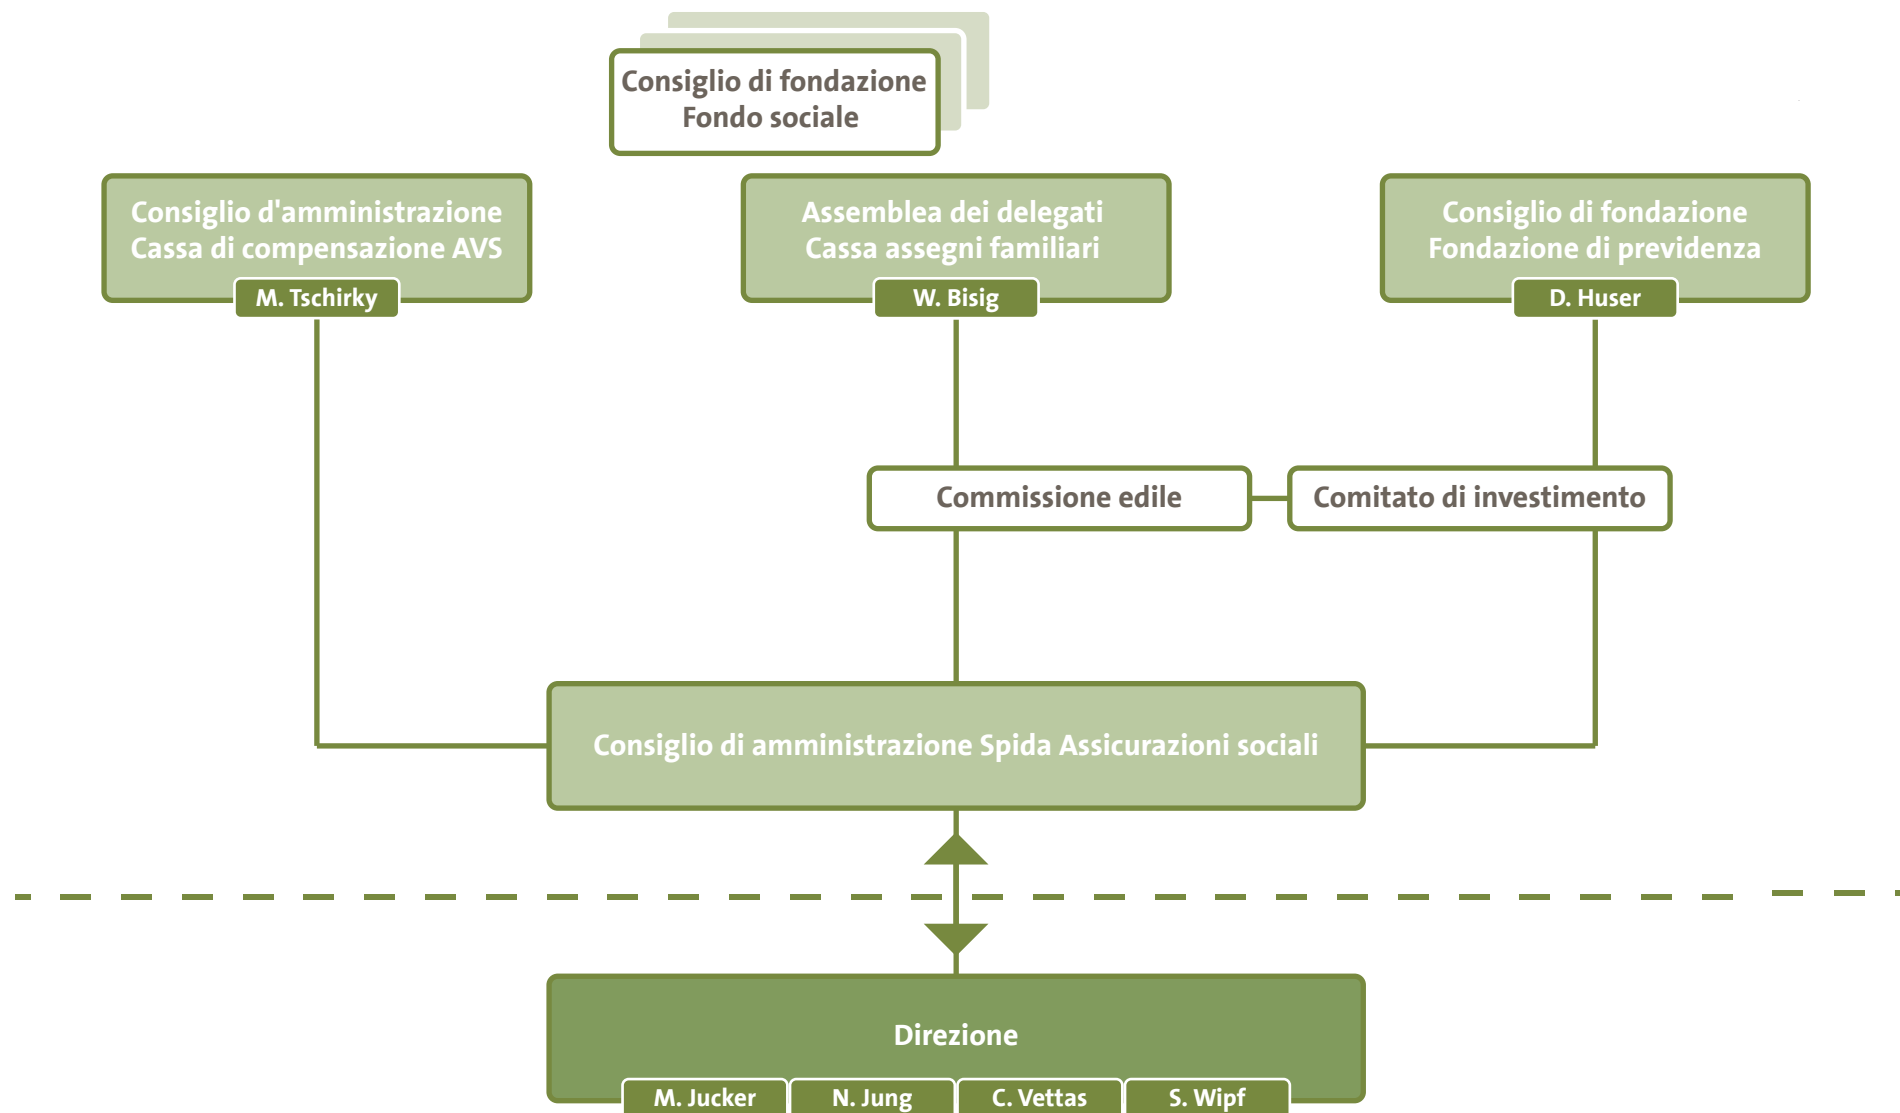 Consiglio di fondazione
Fondo sociale
Consiglio d'amministrazione
Cassa di compensazione AVS
M. Tschirky
Assemblea dei delegati
Cassa assegni familiari
W. Bisig
Consiglio di fondazione
Fondazione di previdenza
D. Huser
Commissione edile
Comitato di investimento
Consiglio di amministrazione Spida Assicurazioni sociali
Direzione
M. Jucker
N. Jung
C. Vettas
S. Wipf